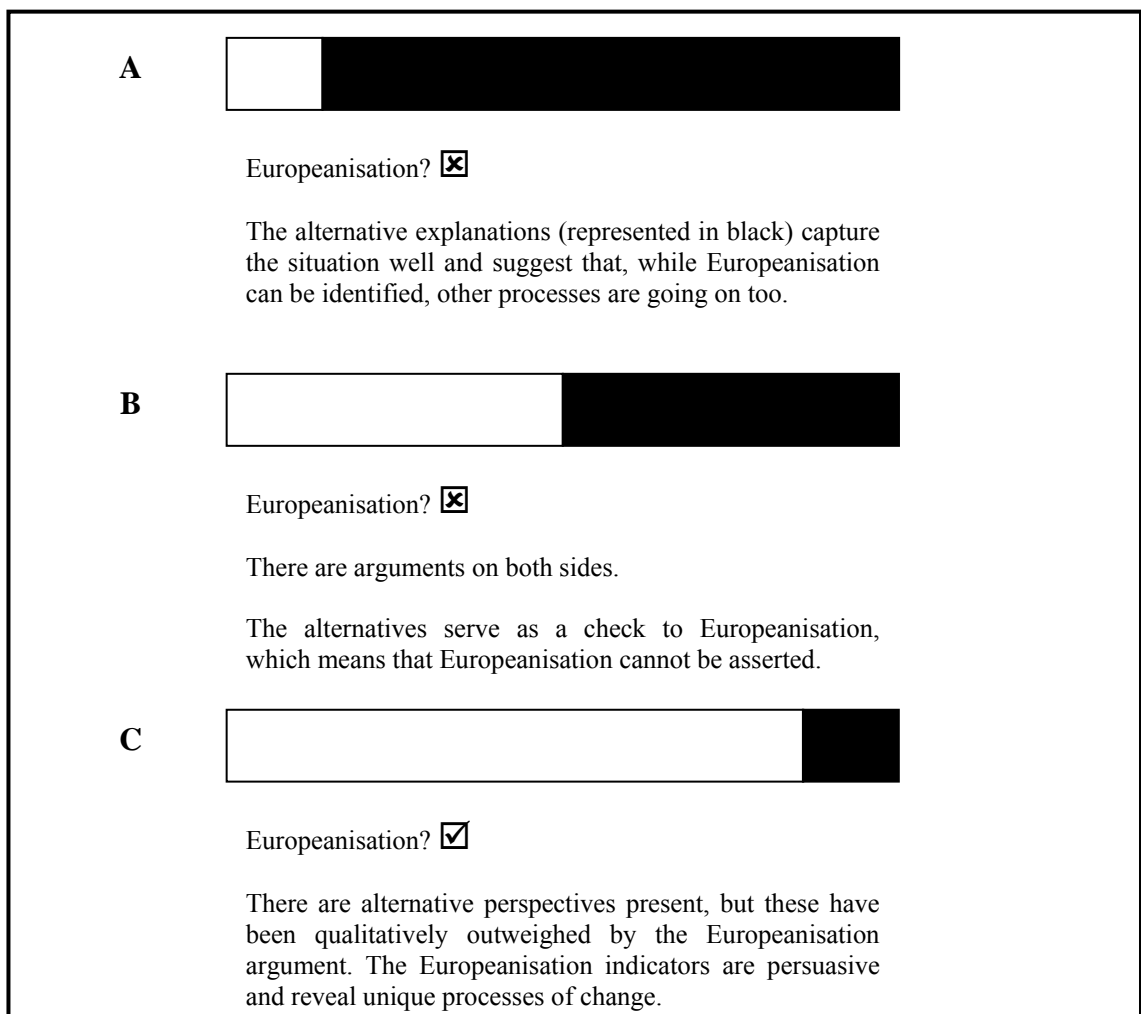 A
Europeanisation? ☒
The alternative explanations (represented in black) capture
the situation well and suggest that, while Europeanisation
can be identified, other processes are going on too.
B
Europeanisation? ☒
There are arguments on both sides.
The alternatives serve as a check to Europeanisation,
which means that Europeanisation cannot be asserted.
C
Europeanisation? ☑
There are alternative perspectives present, but these have
been qualitatively outweighed by the Europeanisation
argument. The Europeanisation indicators are persuasive
and reveal unique processes of change.